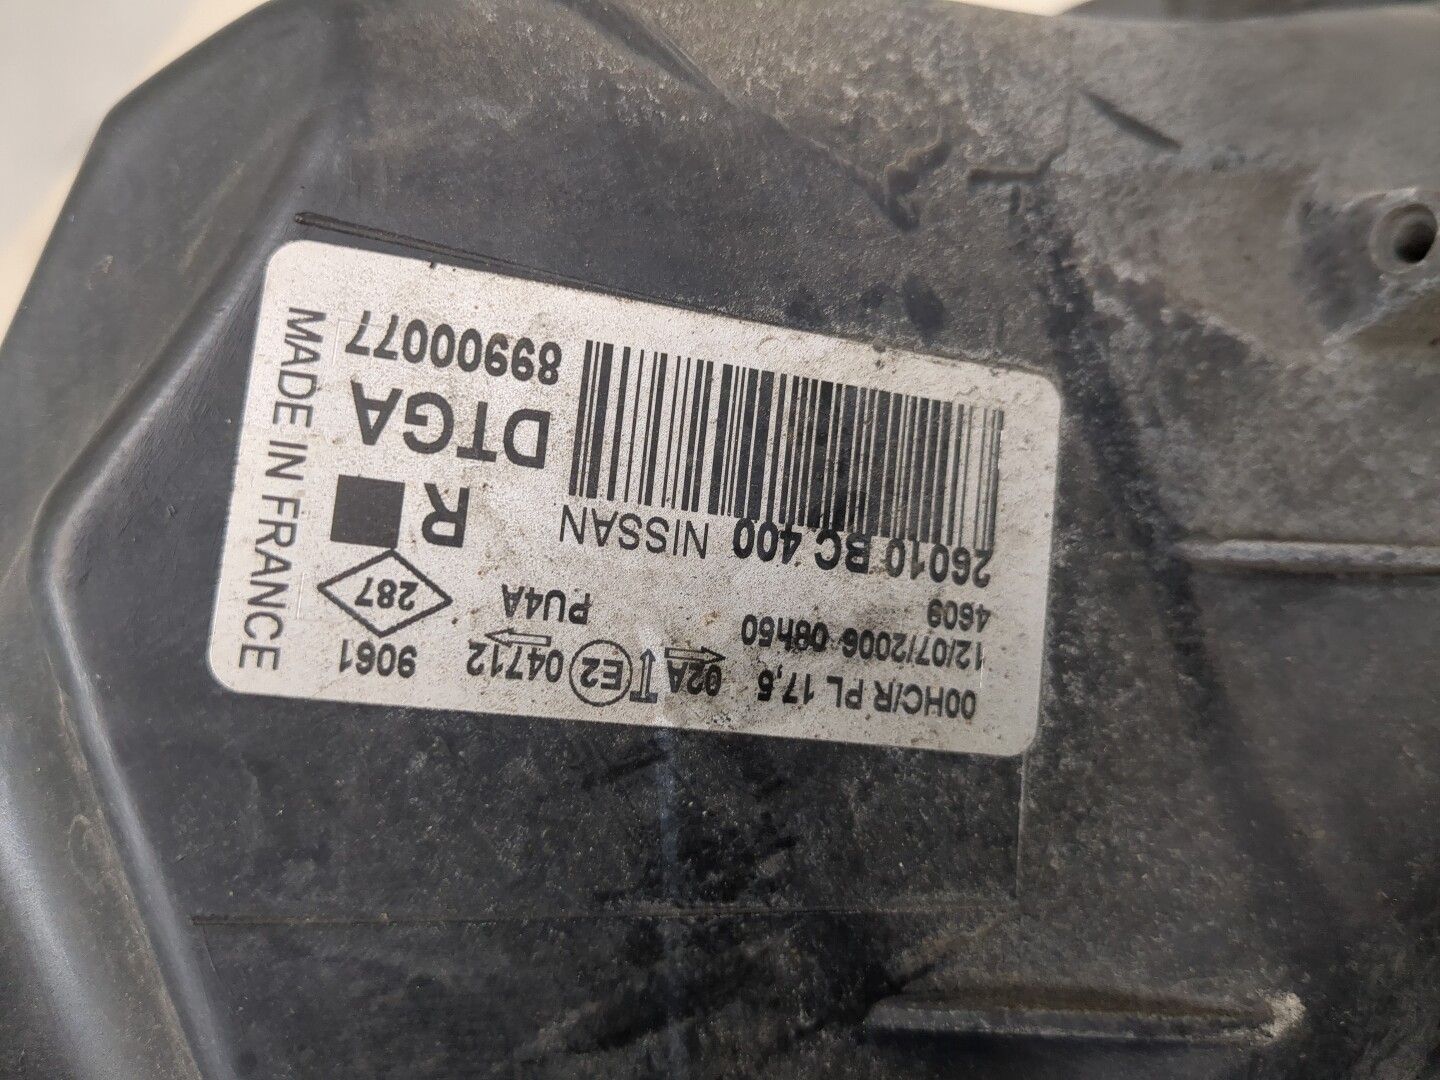 00HC/R PL 17,5 02A E2 04712 9061
12/07/2006 08h50
4609
PU4A
287
26010 BC 400 NISSAN
R
DTGA
89900077
MADE IN FRANCE